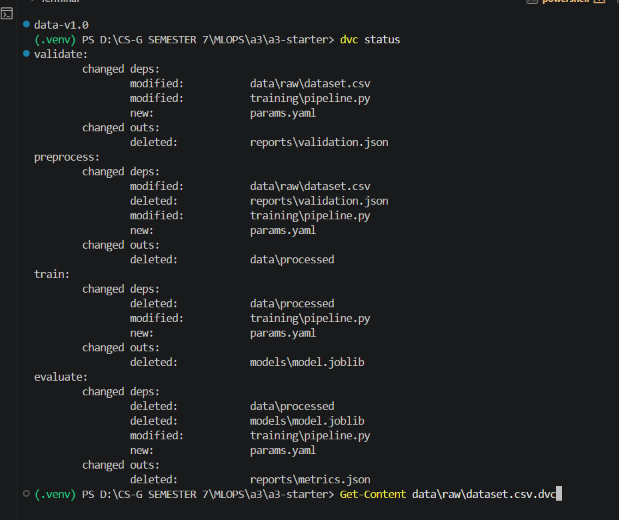 Terminal
powershell
data-v1.0
(.venv) PS D:\CS-G SEMESTER 7\MLOPS\a3\a3-starter> dvc status
validate:
        changed deps:
                modified:           data\raw\dataset.csv
                modified:           training\pipeline.py
                new:                params.yaml
        changed outs:
                deleted:            reports\validation.json
preprocess:
        changed deps:
                modified:           data\raw\dataset.csv
                deleted:            reports\validation.json
                modified:           training\pipeline.py
                new:                params.yaml
        changed outs:
                deleted:            data\processed
train:
        changed deps:
                deleted:            data\processed
                modified:           training\pipeline.py
                new:                params.yaml
        changed outs:
                deleted:            models\model.joblib
evaluate:
        changed deps:
                deleted:            data\processed
                deleted:            models\model.joblib
                modified:           training\pipeline.py
                new:                params.yaml
        changed outs:
                deleted:            reports\metrics.json
(.venv) PS D:\CS-G SEMESTER 7\MLOPS\a3\a3-starter> Get-Content data\raw\dataset.csv.dvc